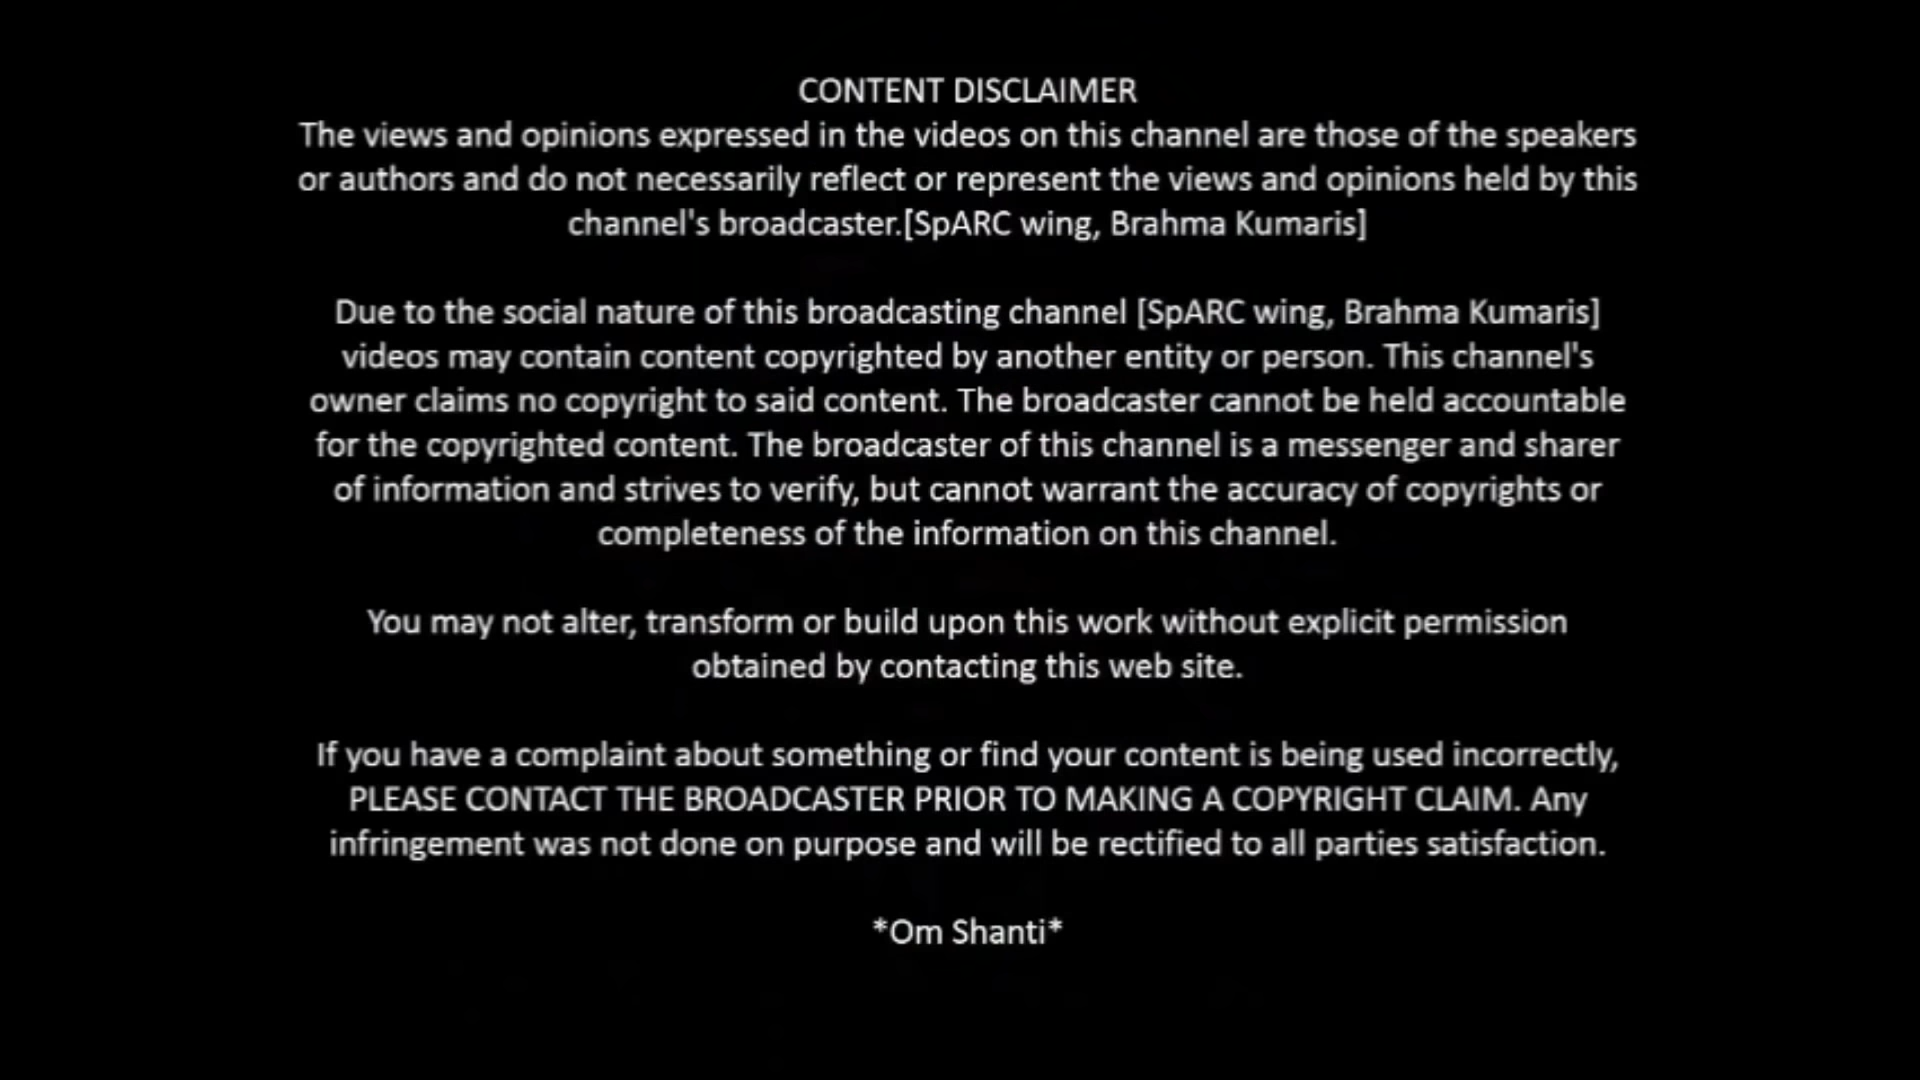 CONTENT DISCLAIMER
The views and opinions expressed in the videos on this channel are those of the speakers
or authors and do not necessarily reflect or represent the views and opinions held by this
channel's broadcaster.[SpARC wing, Brahma Kumaris]
Due to the social nature of this broadcasting channel [SpARC wing, Brahma Kumaris]
videos may contain content copyrighted by another entity or person. This channel's
owner claims no copyright to said content. The broadcaster cannot be held accountable
for the copyrighted content. The broadcaster of this channel is a messenger and sharer
of information and strives to verify, but cannot warrant the accuracy of copyrights or
completeness of the information on this channel.
You may not alter, transform or build upon this work without explicit permission
obtained by contacting this web site.
If you have a complaint about something or find your content is being used incorrectly,
PLEASE CONTACT THE BROADCASTER PRIOR TO MAKING A COPYRIGHT CLAIM. Any
infringement was not done on purpose and will be rectified to all parties satisfaction.
*Om Shanti*